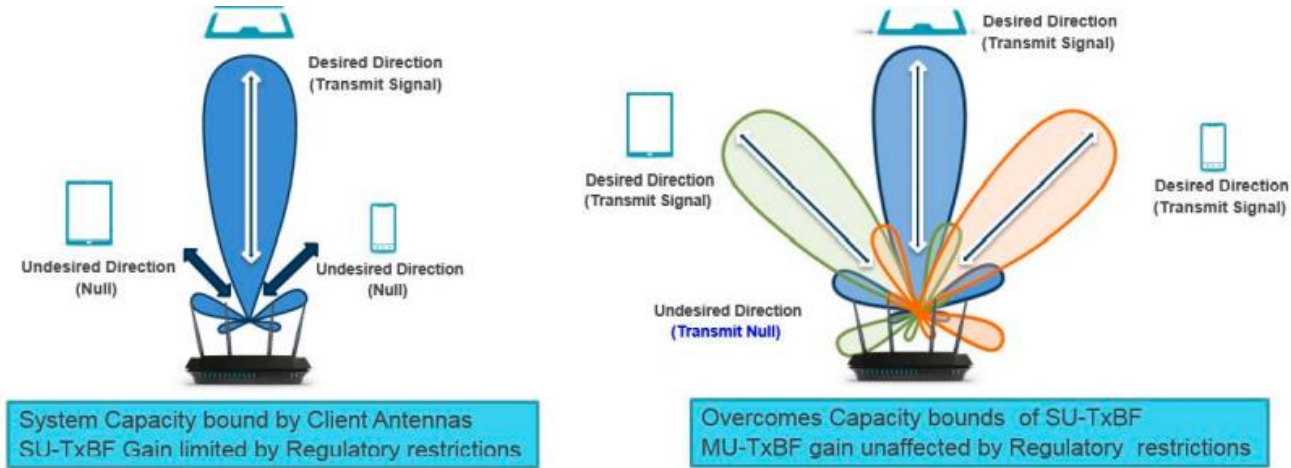 Desired Direction
(Transmit Signal)
Undesired Direction
(Null)
Undesired Direction
(Null)
System Capacity bound by Client Antennas
SU-TxBF Gain limited by Regulatory restrictions
Desired Direction
(Transmit Signal)
Desired Direction
(Transmit Signal)
Desired Direction
(Transmit Signal)
Undesired Direction
(Transmit Null)
Overcomes Capacity bounds of SU-TxBF
MU-TxBF gain unaffected by Regulatory restrictions